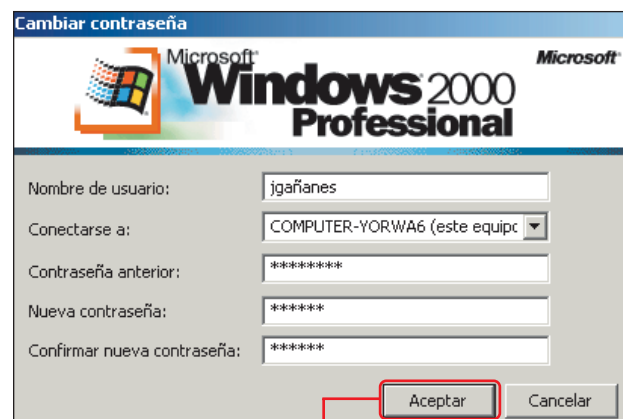 Cambiar contraseña
Microsoft
Microsoft
Windows 2000
Professional
Nombre de usuario: jgañanes
Conectarse a: COMPUTER-YORWA6 (este equipc
Contraseña anterior: ********
Nueva contraseña: ******
Confirmar nueva contraseña: ******
Aceptar Cancelar